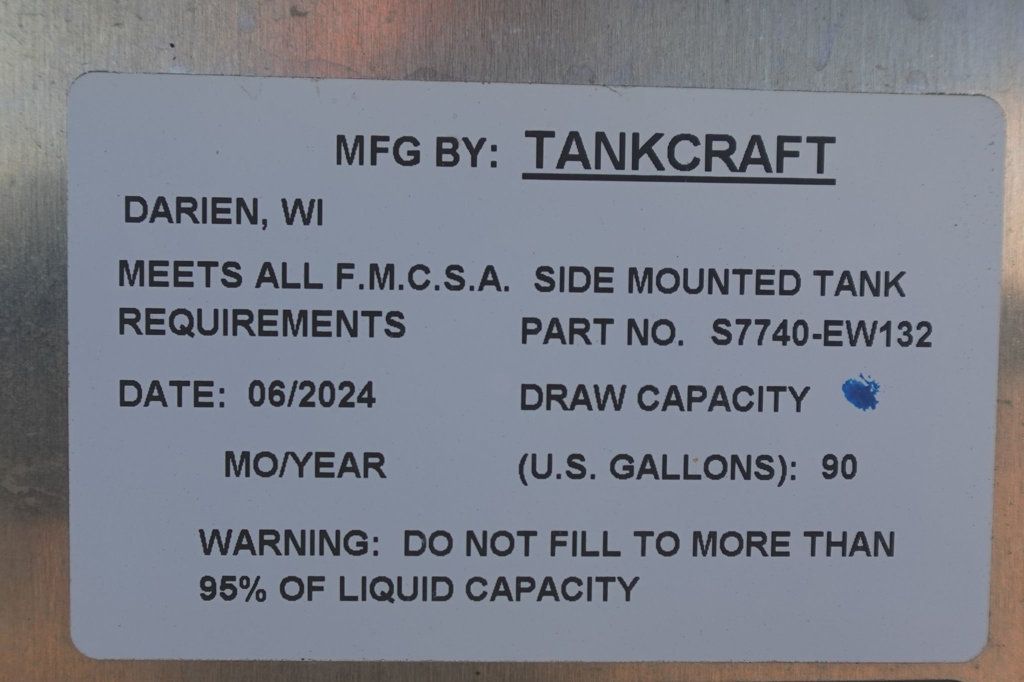 MFG BY: TANKCRAFT
DARIEN, WI
MEETS ALL F.M.C.S.A. SIDE MOUNTED TANK
REQUIREMENTS PART NO. S7740-EW132
DATE: 06/2024 DRAW CAPACITY
MO/YEAR (U.S. GALLONS): 90
WARNING: DO NOT FILL TO MORE THAN
95% OF LIQUID CAPACITY